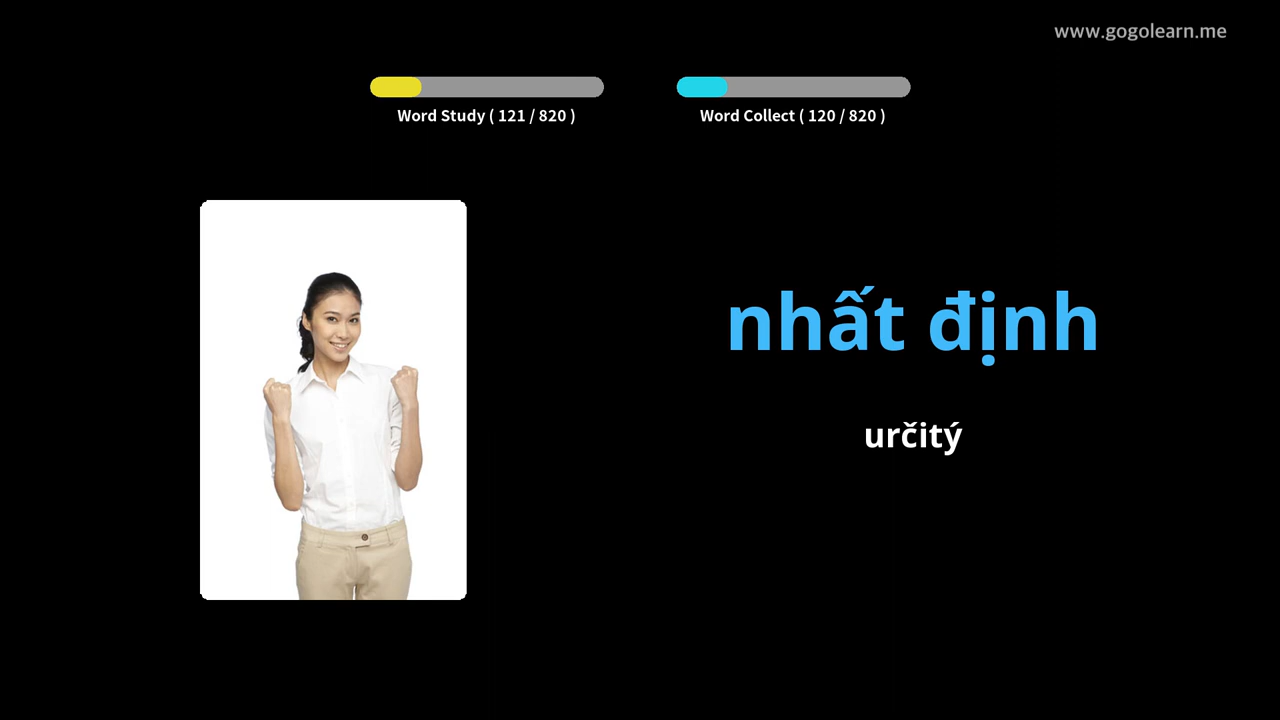 www.gogolearn.me
Word Study ( 121 / 820 )
Word Collect ( 120 / 820 )
nhất định
určitý